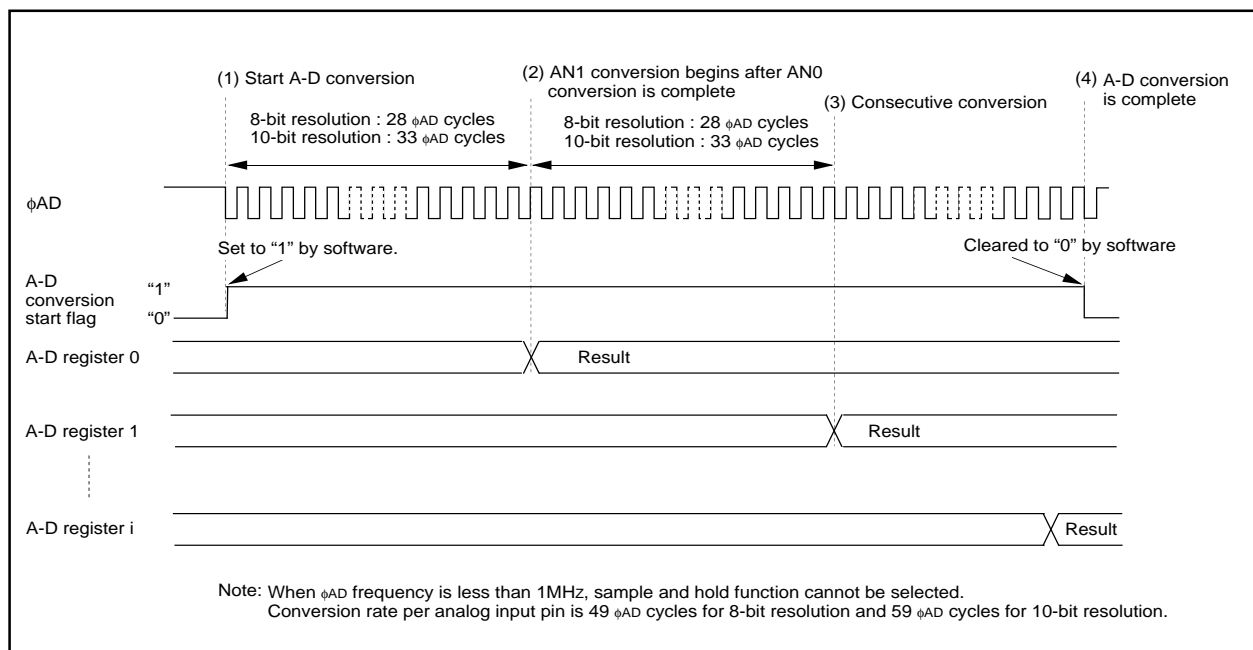 (1) Start A-D conversion
(2) AN1 conversion begins after AN0
conversion is complete
(3) Consecutive conversion
(4) A-D conversion
is complete
8-bit resolution : 28 ϕAD cycles
10-bit resolution : 33 ϕAD cycles
8-bit resolution : 28 ϕAD cycles
10-bit resolution : 33 ϕAD cycles
ϕAD
Set to “1” by software.
Cleared to “0” by software
A-D
conversion
start flag
“1”
“0”
A-D register 0
Result
A-D register 1
Result
A-D register i
Result
Note: When ϕAD frequency is less than 1MHz, sample and hold function cannot be selected.
Conversion rate per analog input pin is 49 ϕAD cycles for 8-bit resolution and 59 ϕAD cycles for 10-bit resolution.